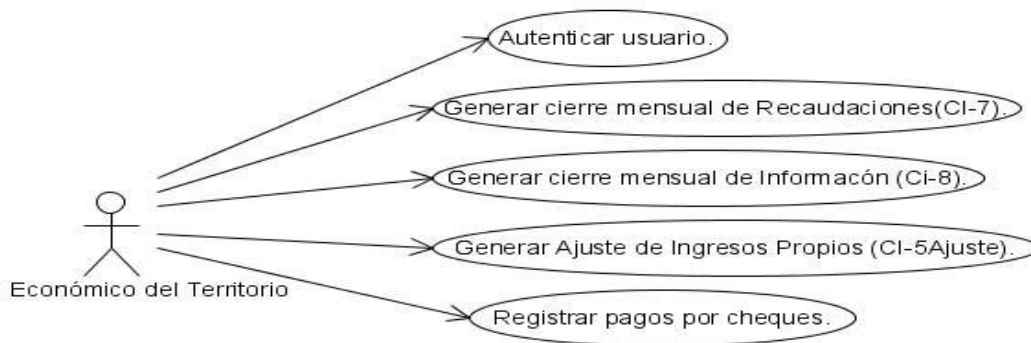 Autenticar usuario.
Generar cierre mensual de Recaudaciones(CI-7).
Generar cierre mensual de Informacón (Ci-8).
Generar Ajuste de Ingresos Propios (CI-5Ajuste).
Económico del Territorio
Registrar pagos por cheques.